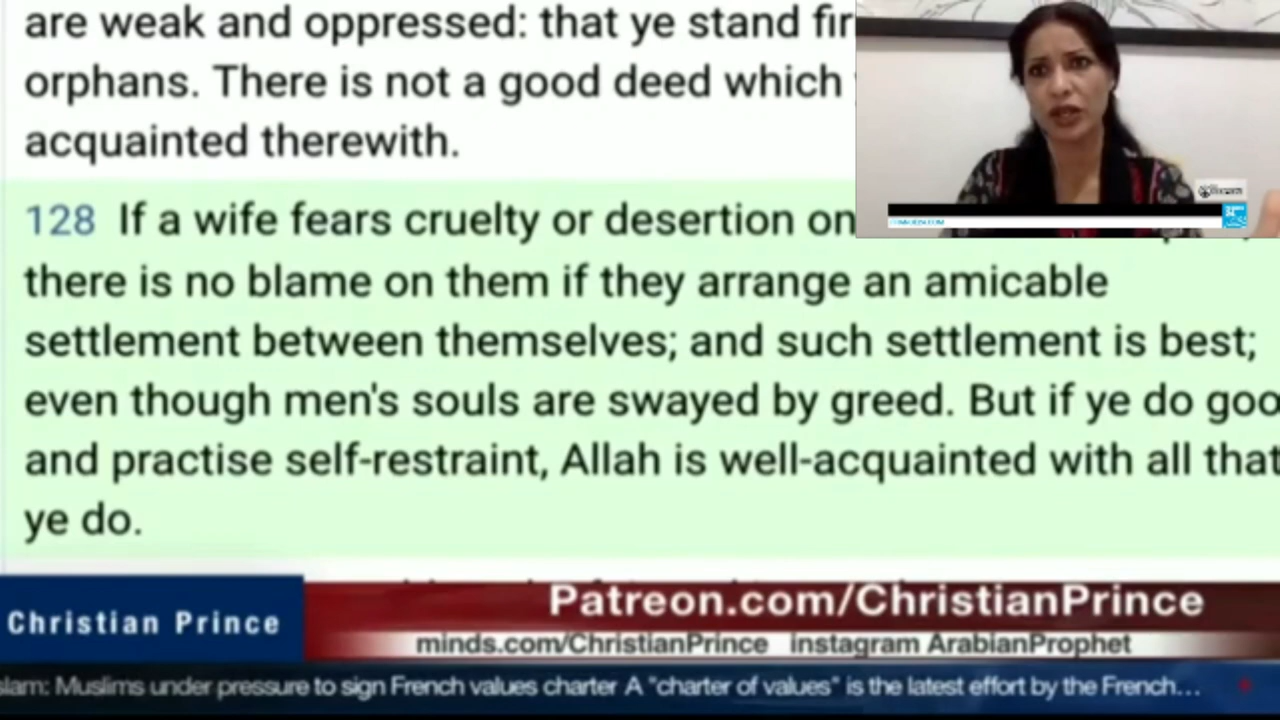 are weak and oppressed: that ye stand fir
orphans. There is not a good deed which
acquainted therewith.
128 If a wife fears cruelty or desertion on
there is no blame on them if they arrange an amicable
settlement between themselves; and such settlement is best;
even though men's souls are swayed by greed. But if ye do goo
and practise self-restraint, Allah is well-acquainted with all that
ye do.
Christian Prince
Patreon.com/ChristianPrince
minds.com/ChristianPrince instagram ArabianProphet
slam: Muslims under pressure to sign French values charter A "charter of values" is the latest effort by the French...